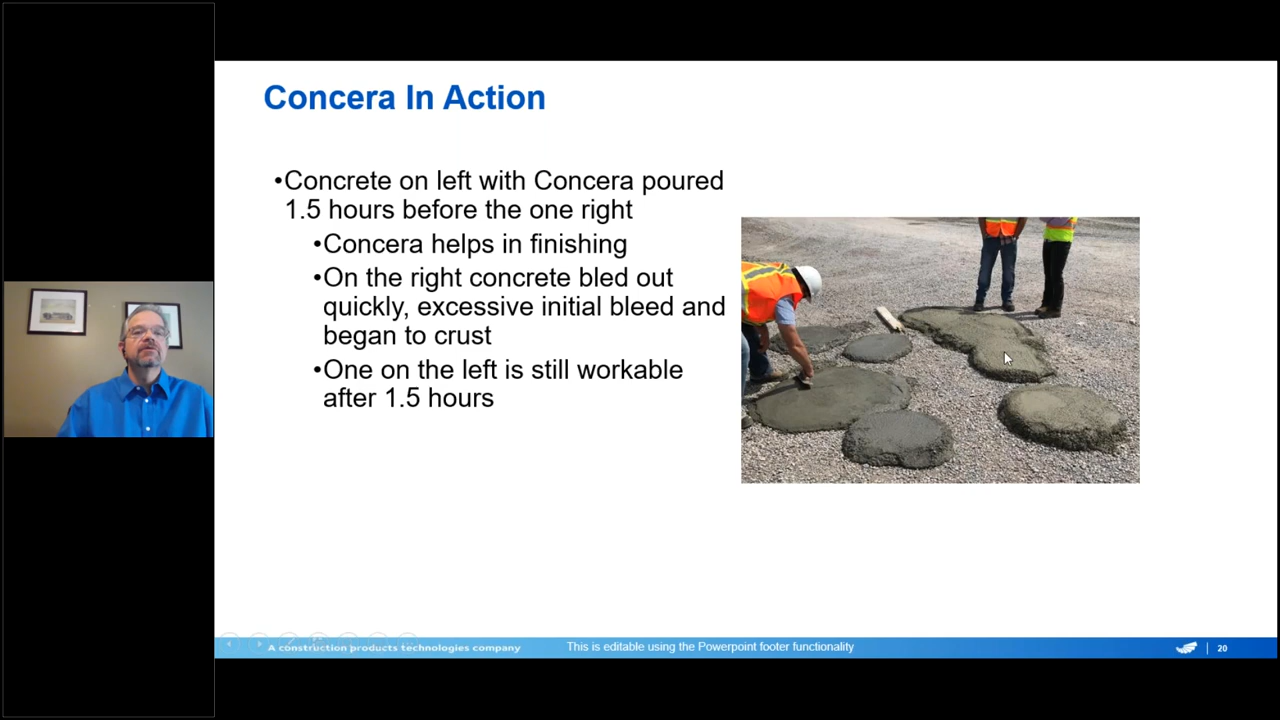 Concera In Action
•Concrete on left with Concera poured
1.5 hours before the one right
•Concera helps in finishing
•On the right concrete bled out
quickly, excessive initial bleed and
began to crust
•One on the left is still workable
after 1.5 hours
A construction products technologies company
This is editable using the Powerpoint footer functionality
20